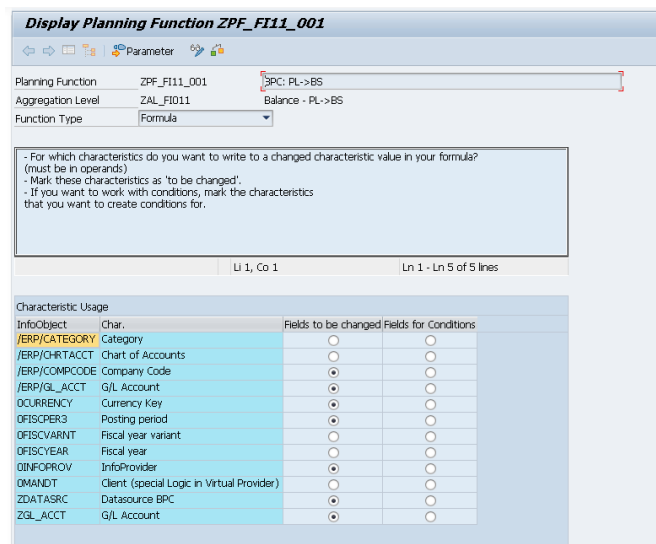 Display Planning Function ZPF_FI11_001
Parameter
Planning Function ZPF_FI11_001 BPC: PL->BS
Aggregation Level ZAL_FI011 Balance - PL->BS
Function Type Formula
- For which characteristics do you want to write to a changed characteristic value in your formula?
(must be in operands)
- Mark these characteristics as 'to be changed'.
- If you want to work with conditions, mark the characteristics
that you want to create conditions for.
Li 1, Co 1 Ln 1 - Ln 5 of 5 lines
Characteristic Usage
InfoObject Char. Fields to be changed Fields for Conditions
/ERP/CATEGORY Category
/ERP/CHRTACCT Chart of Accounts
/ERP/COMPCODE Company Code
/ERP/GL_ACCT G/L Account
0CURRENCY Currency Key
0FISCPER3 Posting period
0FISCVARNT Fiscal year variant
0FISCYEAR Fiscal year
0INFOPROV InfoProvider
0MANDT Client (special Logic in Virtual Provider)
ZDATASRC Datasource BPC
ZGL_ACCT G/L Account